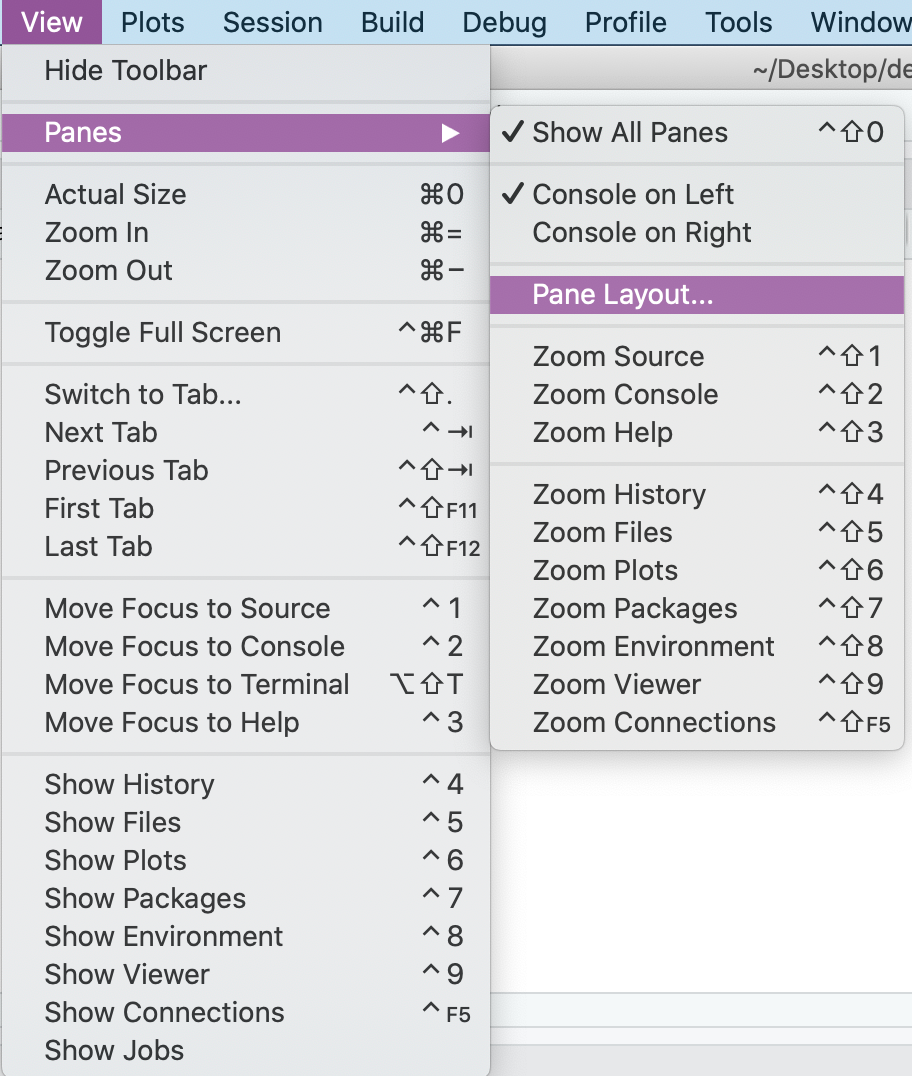 View Plots Session Build Debug Profile Tools Window
~/Desktop/de
Hide Toolbar
Panes ▶
Actual Size ⌘0
Zoom In ⌘=
Zoom Out ⌘−
Toggle Full Screen ^⌘F
Switch to Tab... ^⇧.
Next Tab ^⇥
Previous Tab ^⇧⇥
First Tab ^⇧F11
Last Tab ^⇧F12
Move Focus to Source ^1
Move Focus to Console ^2
Move Focus to Terminal ⌥⇧T
Move Focus to Help ^3
Show History ^4
Show Files ^5
Show Plots ^6
Show Packages ^7
Show Environment ^8
Show Viewer ^9
Show Connections ^F5
Show Jobs
✓ Show All Panes ^⇧0
✓ Console on Left
Console on Right
Pane Layout...
Zoom Source ^⇧1
Zoom Console ^⇧2
Zoom Help ^⇧3
Zoom History ^⇧4
Zoom Files ^⇧5
Zoom Plots ^⇧6
Zoom Packages ^⇧7
Zoom Environment ^⇧8
Zoom Viewer ^⇧9
Zoom Connections ^⇧F5